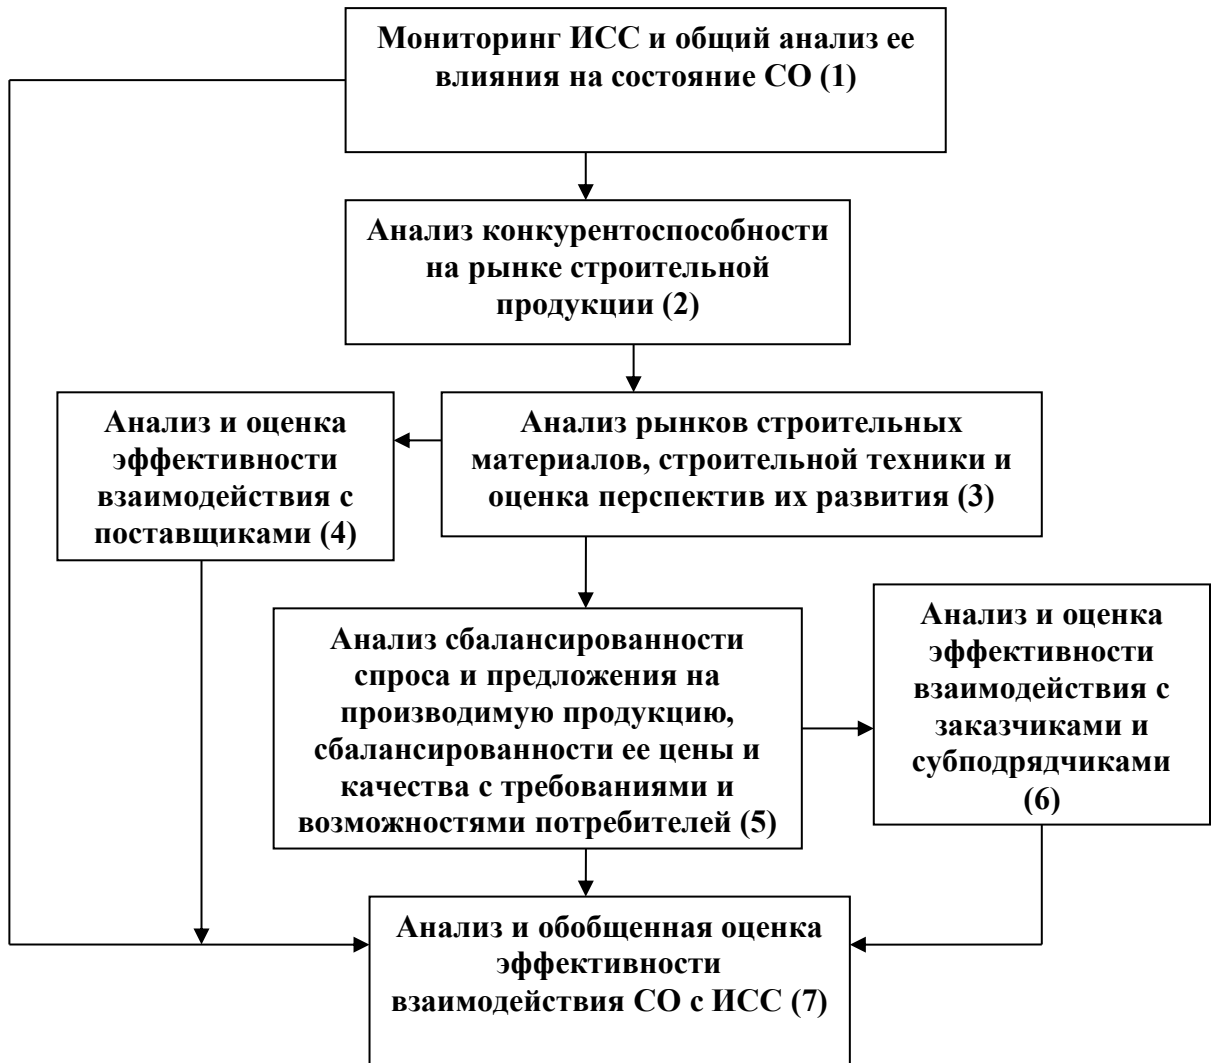 Мониторинг ИСС и общий анализ ее
влияния на состояние СО (1)
Анализ конкурентоспособности
на рынке строительной
продукции (2)
Анализ и оценка
эффективности
взаимодействия с
поставщиками (4)
Анализ рынков строительных
материалов, строительной техники и
оценка перспектив их развития (3)
Анализ сбалансированности
спроса и предложения на
производимую продукцию,
сбалансированности ее цены и
качества с требованиями и
возможностями потребителей (5)
Анализ и оценка
эффективности
взаимодействия с
заказчиками и
субподрядчиками
(6)
Анализ и обобщенная оценка
эффективности
взаимодействия СО с ИСС (7)